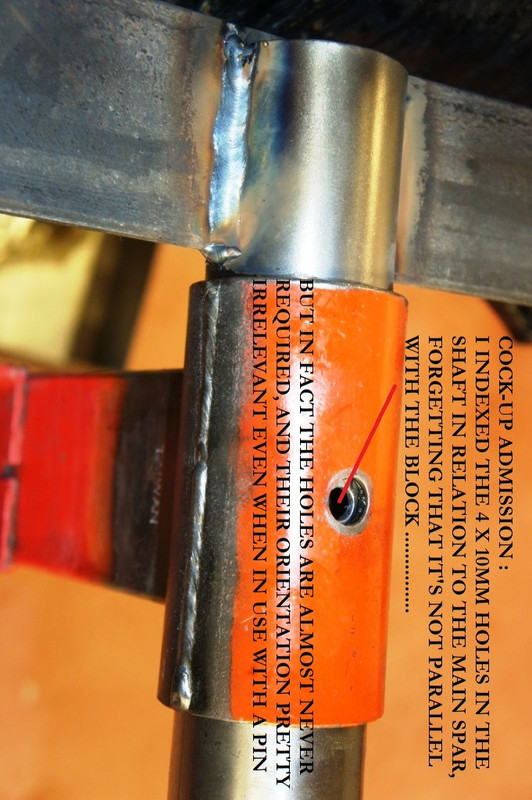 COCK-UP ADMISSION :
I INDEXED THE 4 X 10MM HOLES IN THE
SHAFT IN RELATION TO THE MAIN SPAR,
FORGETTING THAT IT'S NOT PARALLEL
WITH THE BLOCK ...............
BUT IN FACT THE HOLES ARE ALMOST NEVER
REQUIRED, AND THEIR ORIENTATION PRETTY
IRRELEVANT EVEN WHEN IN USE WITH A PIN